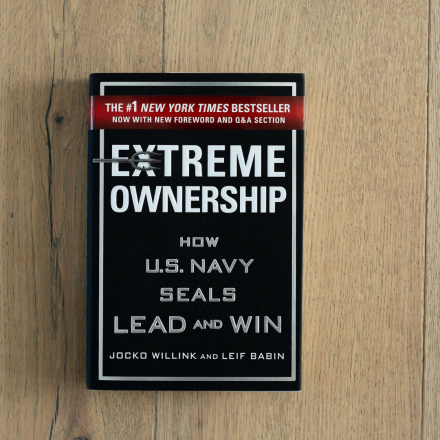 THE #1 NEW YORK TIMES BESTSELLER
NOW WITH NEW FOREWORD AND Q&A SECTION
EXTREME
OWNERSHIP
HOW
U.S. NAVY
SEALS
LEAD AND WIN
JOCKO WILLINK AND LEIF BABIN